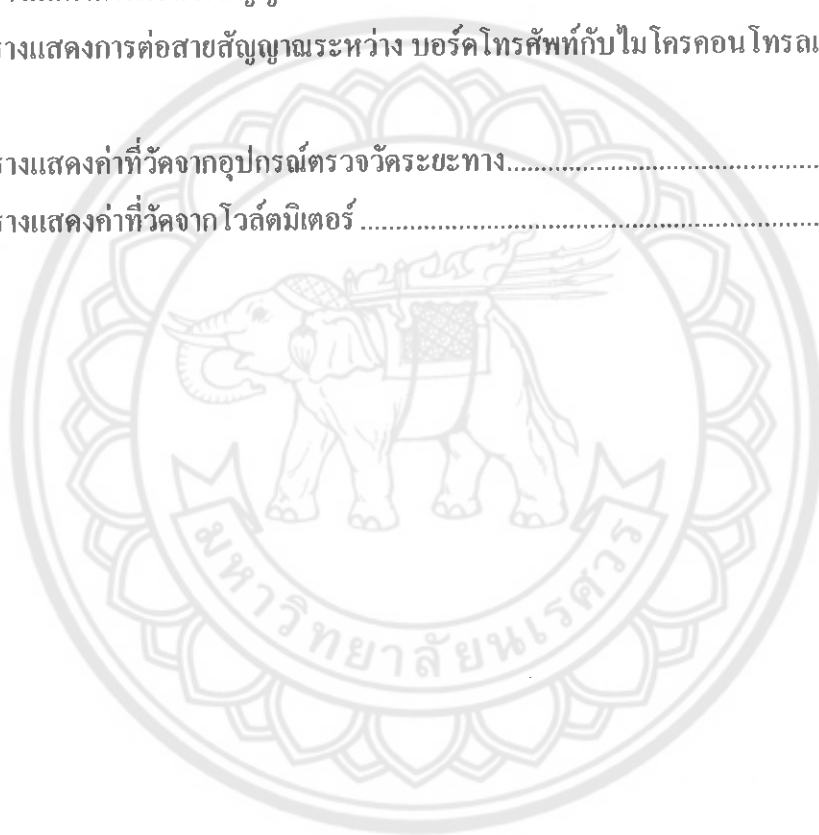 รางแสดงการต่อสายสัญญาณระหว่าง บอร์ดโทรศัพท์กับไมโครคอนโทรลเ
รางแสดงค่าที่วัดจากอุปกรณ์ตรวจวัดระยะทาง
รางแสดงค่าที่วัดจากโวล์ตมิเตอร์
มหาวิทยาลัยนเรศวร